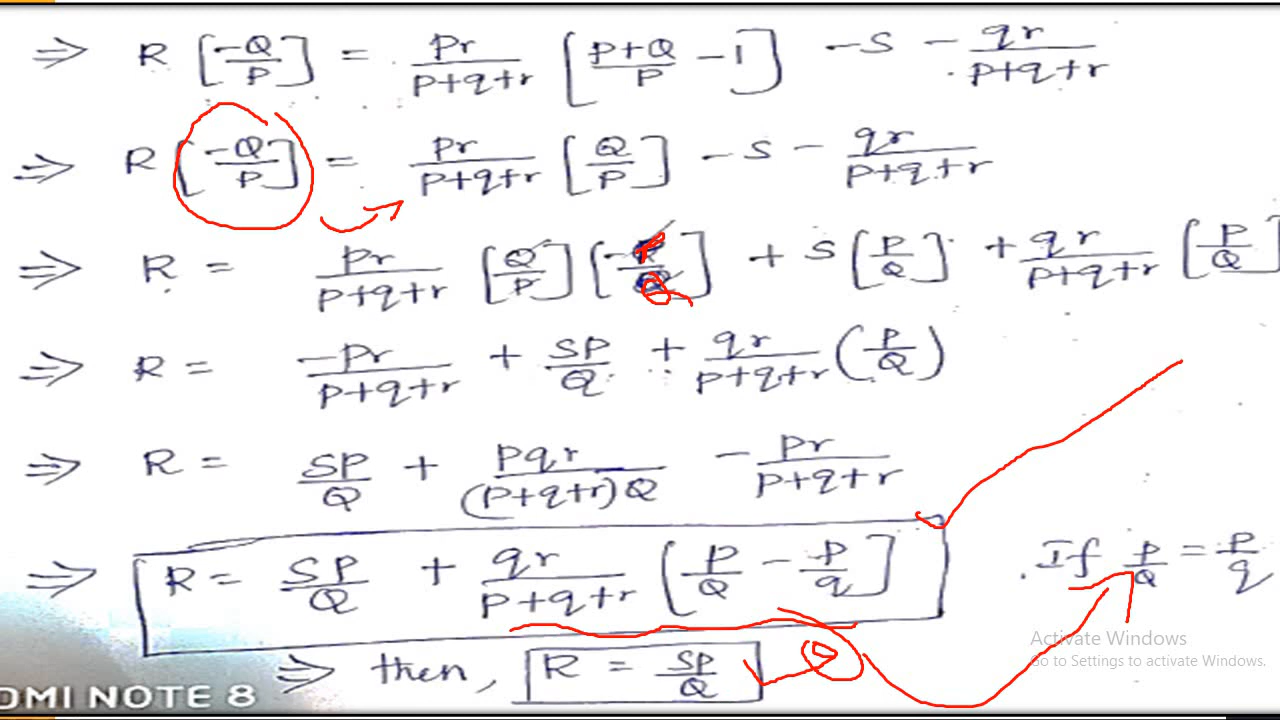 ⇒ R [-Q/P] = pr/(p+q+r) [(P+Q)/P - 1] - S - qr/(p+q+r)
⇒ R [-Q/P] = pr/(p+q+r) [Q/P] - S - qr/(p+q+r)
⇒ R = pr/(p+q+r) [Q/P] [-P/Q] + S [P/Q] + qr/(p+q+r) [P/Q]
⇒ R = -pr/(p+q+r) + SP/Q + qr/(p+q+r) (P/Q)
⇒ R = SP/Q + pqr/((p+q+r)Q) - pr/(p+q+r)
⇒ R = SP/Q + qr/(p+q+r) [P/Q - p/q] . If P/Q = p/q
⇒ then, R = SP/Q
Activate Windows
Go to Settings to activate Windows.
DMI NOTE 8